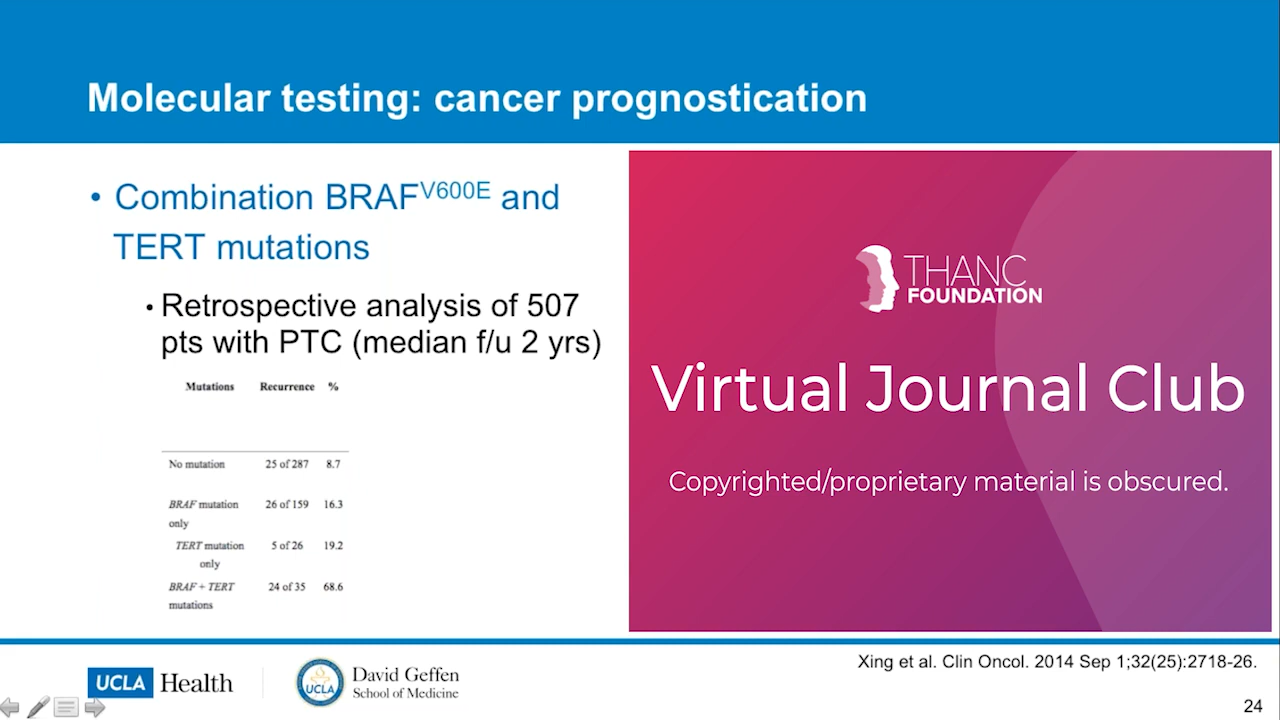 Molecular testing: cancer prognostication
• Combination BRAFV600E and
TERT mutations
• Retrospective analysis of 507
pts with PTC (median f/u 2 yrs)
Mutations Recurrence %
No mutation 25 of 287 8.7
BRAF mutation 26 of 159 16.3
only
TERT mutation 5 of 26 19.2
only
BRAF + TERT 24 of 35 68.6
mutations
THANC
FOUNDATION
Virtual Journal Club
Copyrighted/proprietary material is obscured.
Xing et al. Clin Oncol. 2014 Sep 1;32(25):2718-26.
UCLA Health
UCLA
David Geffen
School of Medicine
24